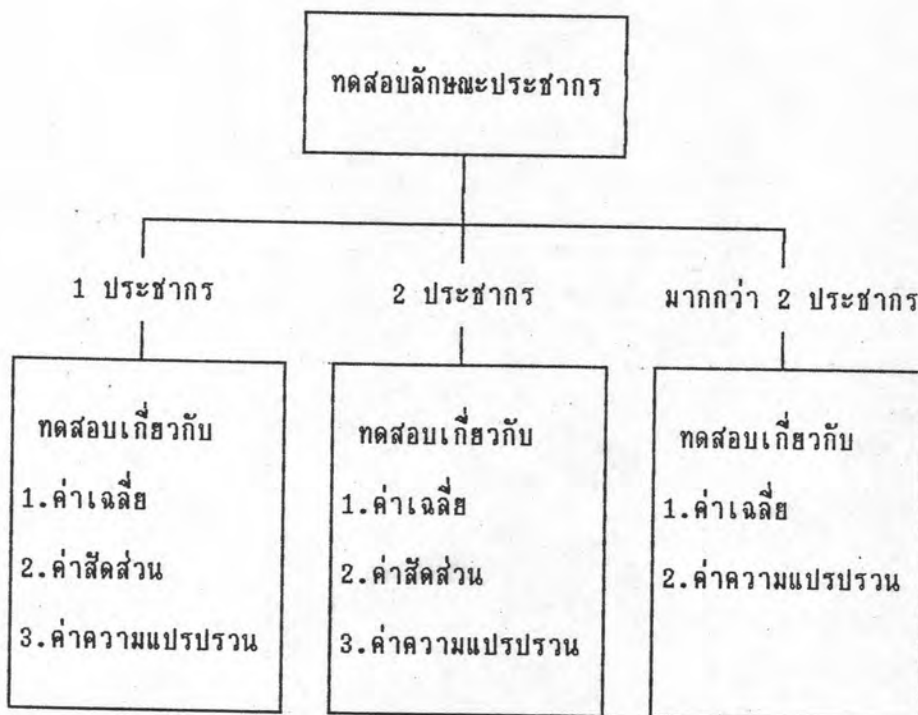 ทดสอบลักษณะประชากร
1 ประชากร
2 ประชากร
มากกว่า 2 ประชากร
ทดสอบเกี่ยวกับ
1.ค่าเฉลี่ย
2.ค่าสัดส่วน
3.ค่าความแปรปรวน
ทดสอบเกี่ยวกับ
1.ค่าเฉลี่ย
2.ค่าสัดส่วน
3.ค่าความแปรปรวน
ทดสอบเกี่ยวกับ
1.ค่าเฉลี่ย
2.ค่าความแปรปรวน